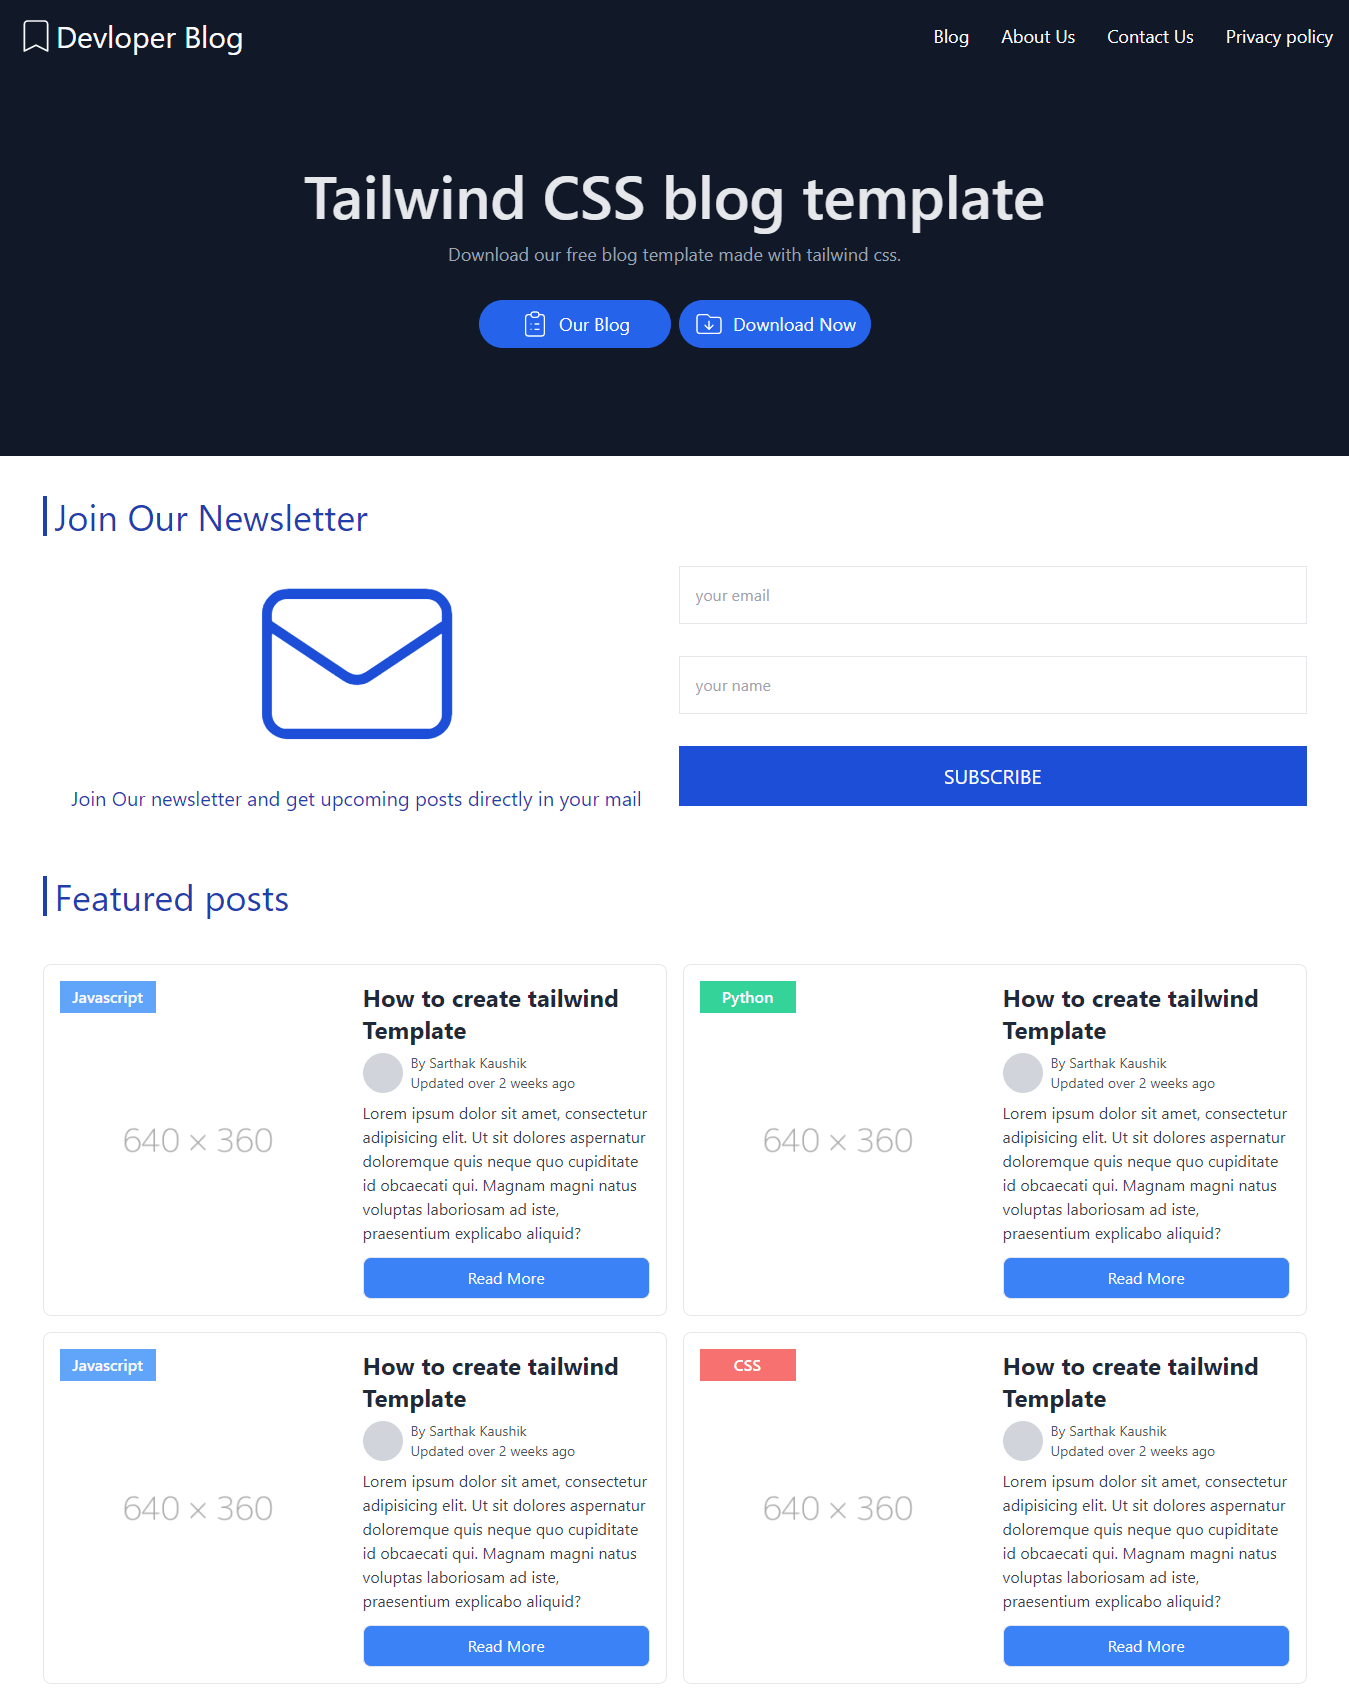 Devloper Blog
Blog
About Us
Contact Us
Privacy policy
Tailwind CSS blog template
Download our free blog template made with tailwind css.
Our Blog
Download Now
Join Our Newsletter
your email
your name
SUBSCRIBE
Join Our newsletter and get upcoming posts directly in your mail
Featured posts
Javascript
640 × 360
How to create tailwind
Template
By Sarthak Kaushik
Updated over 2 weeks ago
Lorem ipsum dolor sit amet, consectetur
adipisicing elit. Ut sit dolores aspernatur
doloremque quis neque quo cupiditate
id obcaecati qui. Magnam magni natus
voluptas laboriosam ad iste,
praesentium explicabo aliquid?
Read More
Python
640 × 360
How to create tailwind
Template
By Sarthak Kaushik
Updated over 2 weeks ago
Lorem ipsum dolor sit amet, consectetur
adipisicing elit. Ut sit dolores aspernatur
doloremque quis neque quo cupiditate
id obcaecati qui. Magnam magni natus
voluptas laboriosam ad iste,
praesentium explicabo aliquid?
Read More
Javascript
640 × 360
How to create tailwind
Template
By Sarthak Kaushik
Updated over 2 weeks ago
Lorem ipsum dolor sit amet, consectetur
adipisicing elit. Ut sit dolores aspernatur
doloremque quis neque quo cupiditate
id obcaecati qui. Magnam magni natus
voluptas laboriosam ad iste,
praesentium explicabo aliquid?
Read More
CSS
640 × 360
How to create tailwind
Template
By Sarthak Kaushik
Updated over 2 weeks ago
Lorem ipsum dolor sit amet, consectetur
adipisicing elit. Ut sit dolores aspernatur
doloremque quis neque quo cupiditate
id obcaecati qui. Magnam magni natus
voluptas laboriosam ad iste,
praesentium explicabo aliquid?
Read More